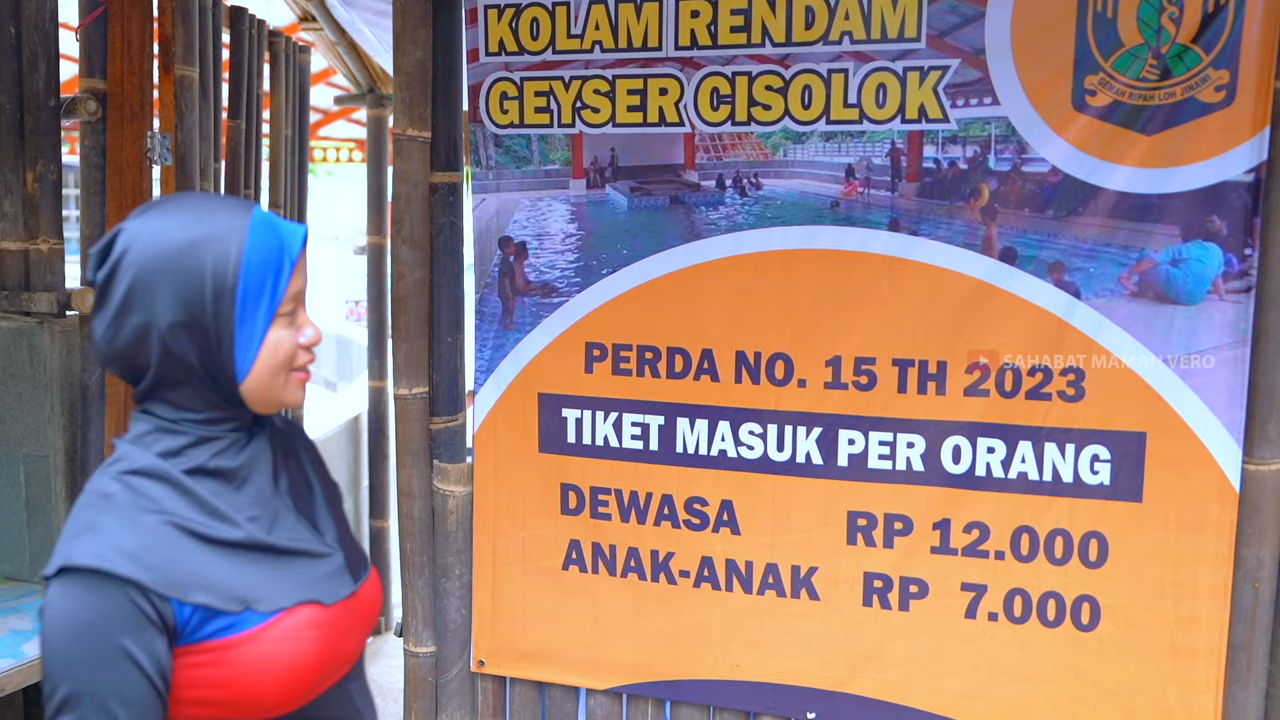 KOLAM RENDAM
GEYSER CISOLOK
GEMAH RIPAH LOH JINAWI
PERDA NO. 15 TH 2023
SAHABAT MAMAH VERO
TIKET MASUK PER ORANG
DEWASA RP 12.000
ANAK-ANAK RP 7.000